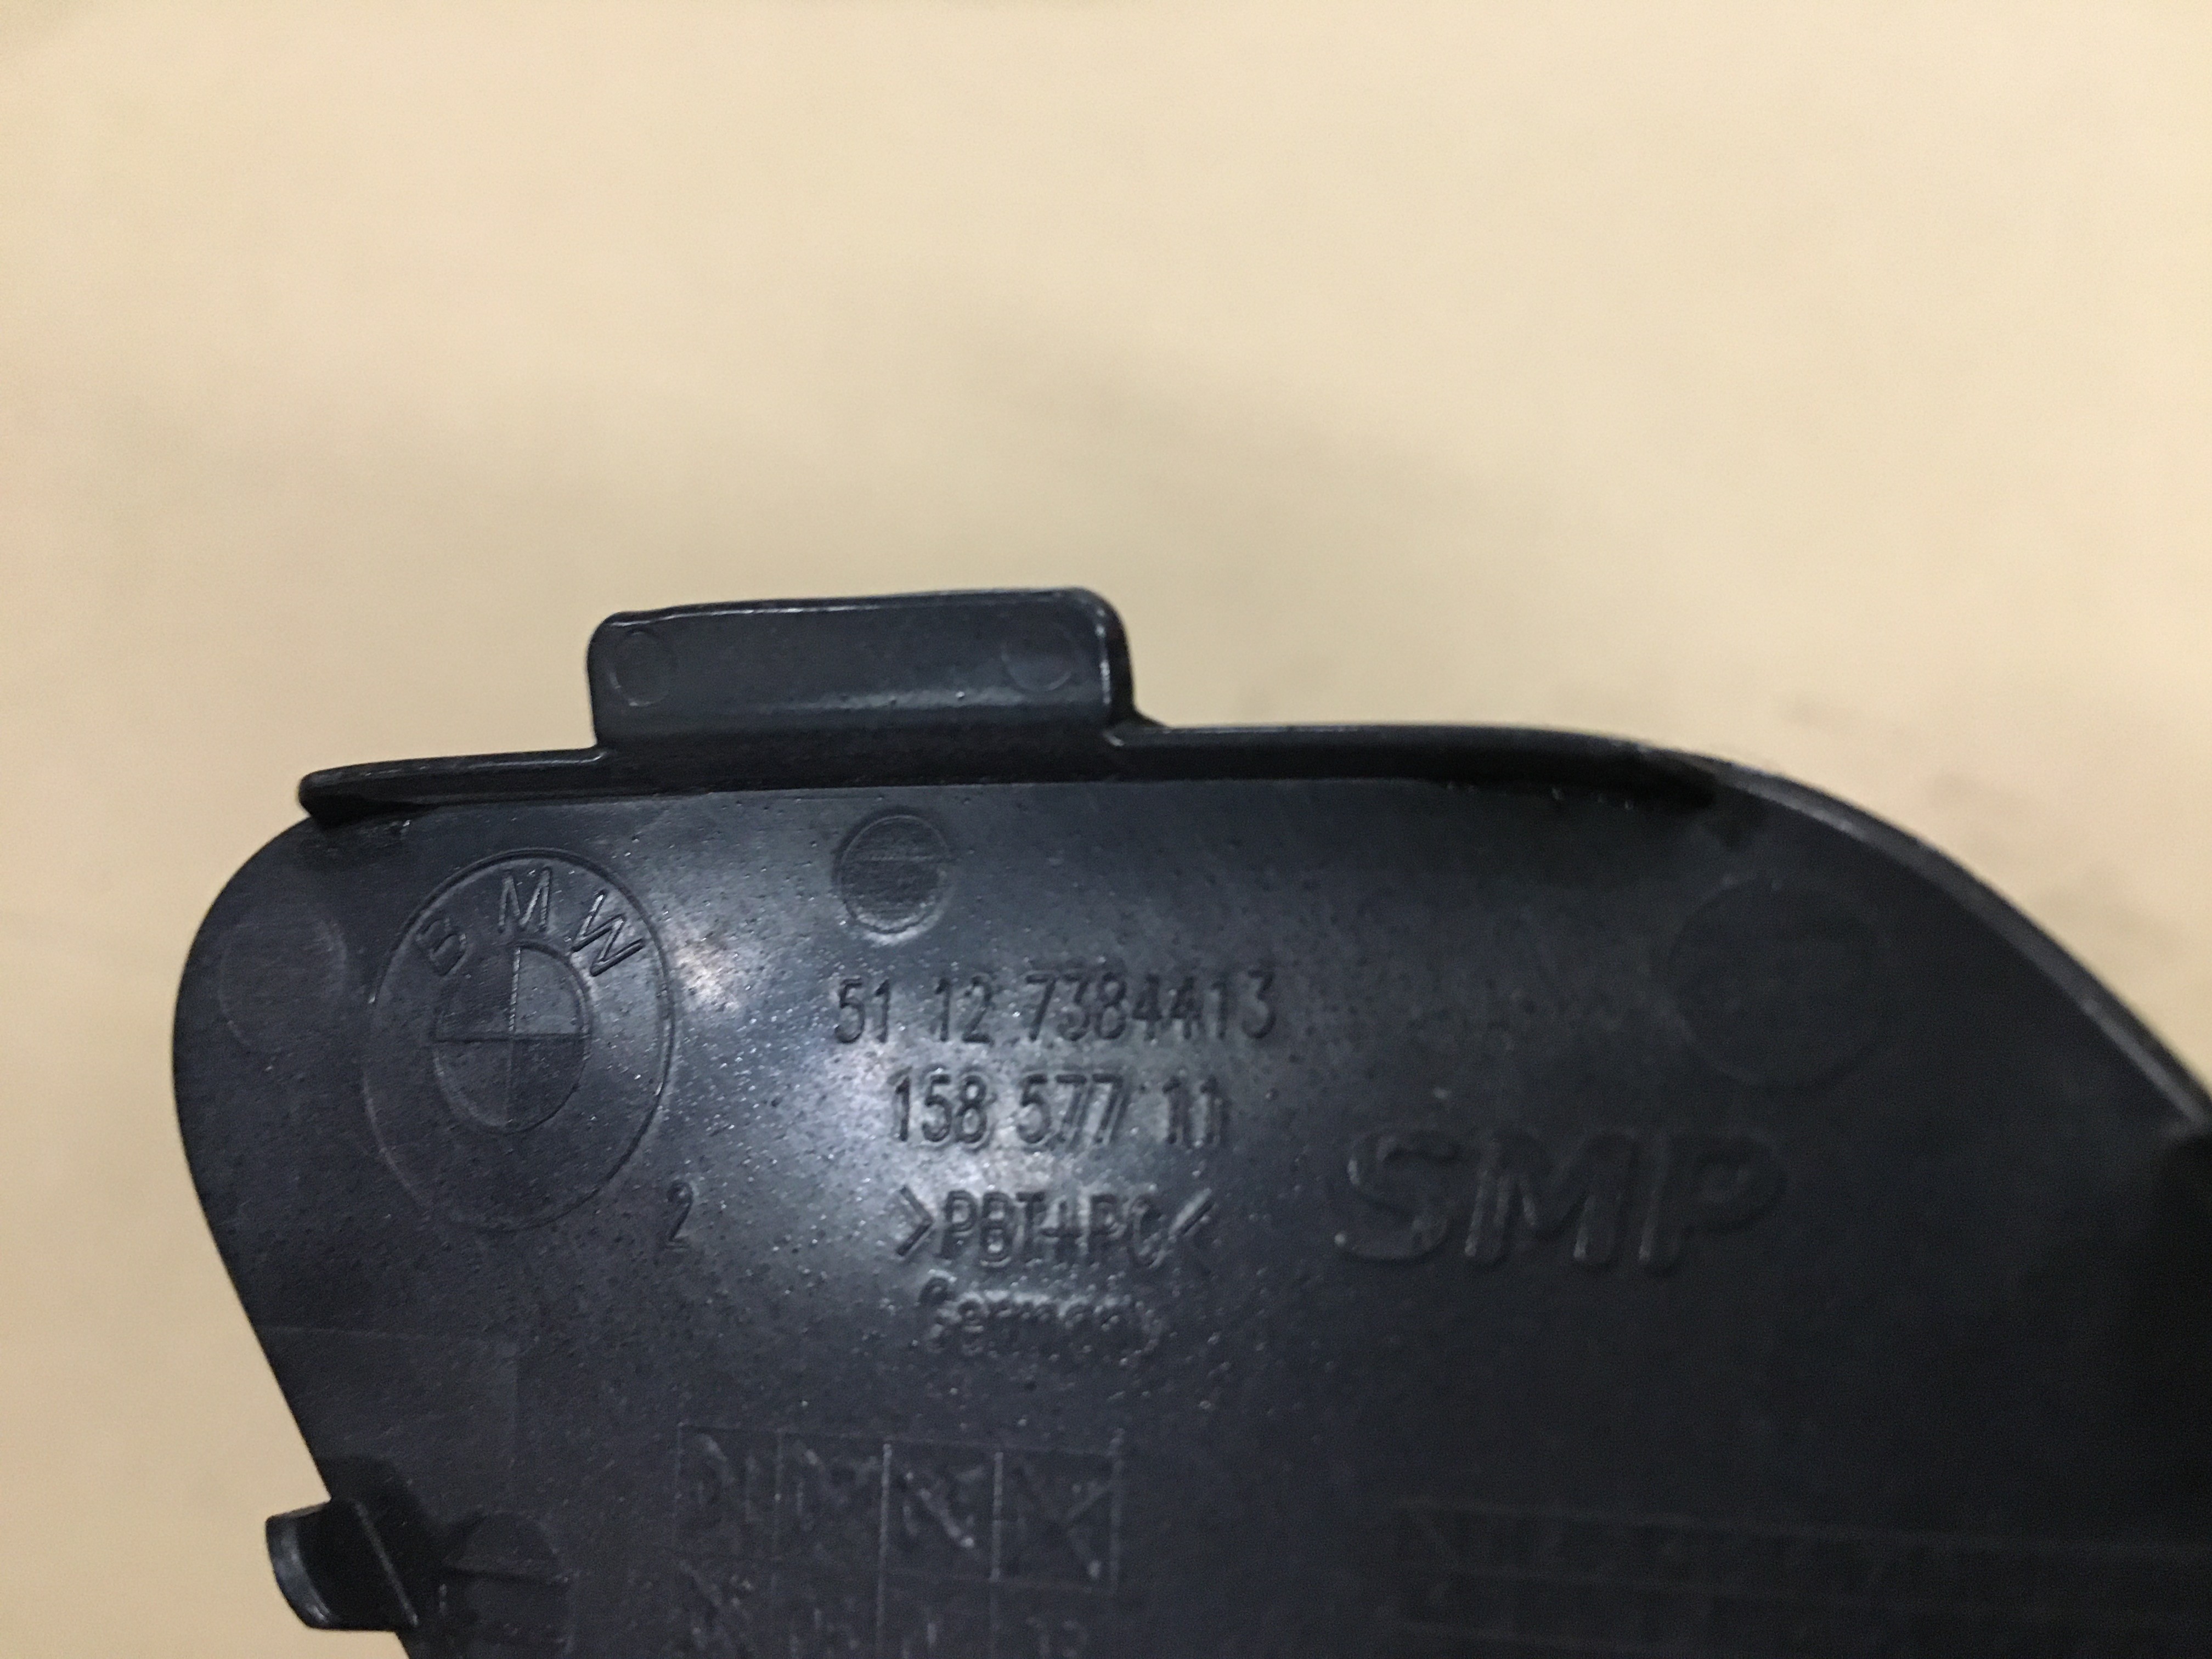 BMW
51 12 7384413
158 577 11
2
>PBT+PC<
SMP
Germany